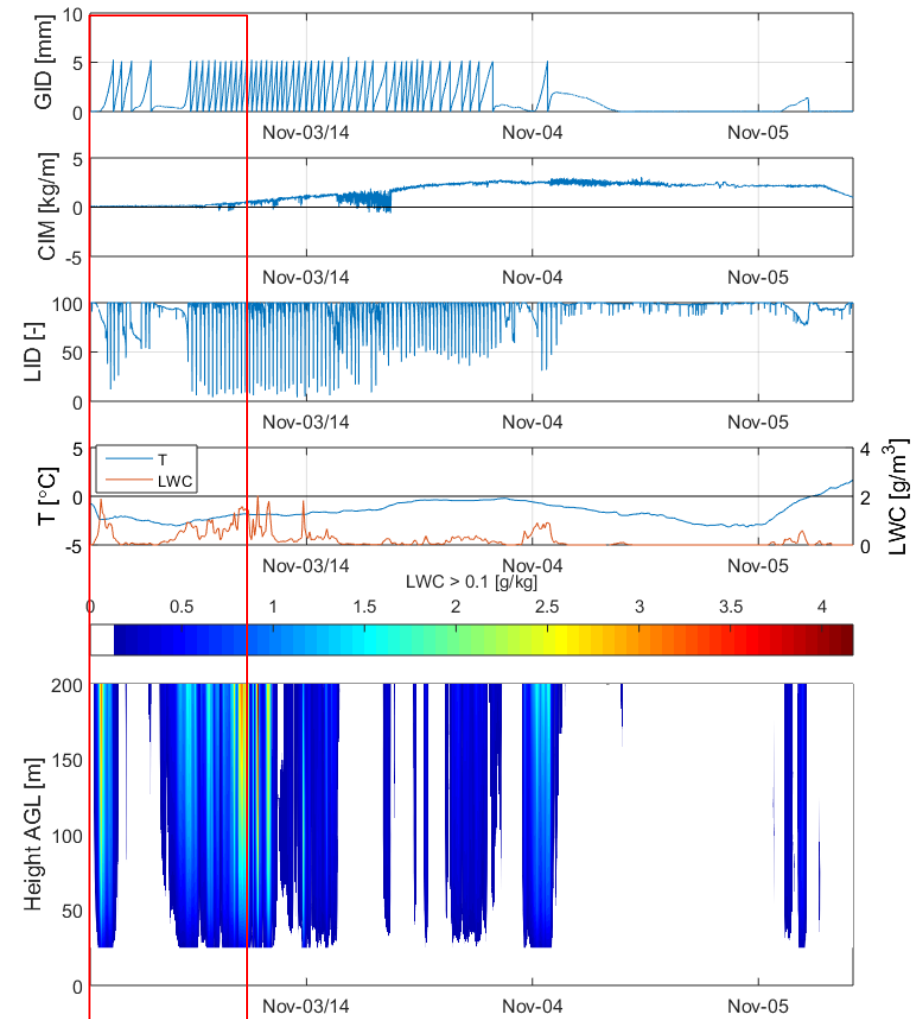 10
5
0
GID [mm]
Nov-03/14 Nov-04 Nov-05
5
0
-5
CIM [kg/m]
Nov-03/14 Nov-04 Nov-05
100
50
0
LID [-]
Nov-03/14 Nov-04 Nov-05
5
0
-5
T [°C]
T
LWC
4
2
0
LWC [g/m³]
Nov-03/14 Nov-04 Nov-05
LWC > 0.1 [g/kg]
0 0.5 1 1.5 2 2.5 3 3.5 4
200
150
100
50
0
Height AGL [m]
Nov-03/14 Nov-04 Nov-05